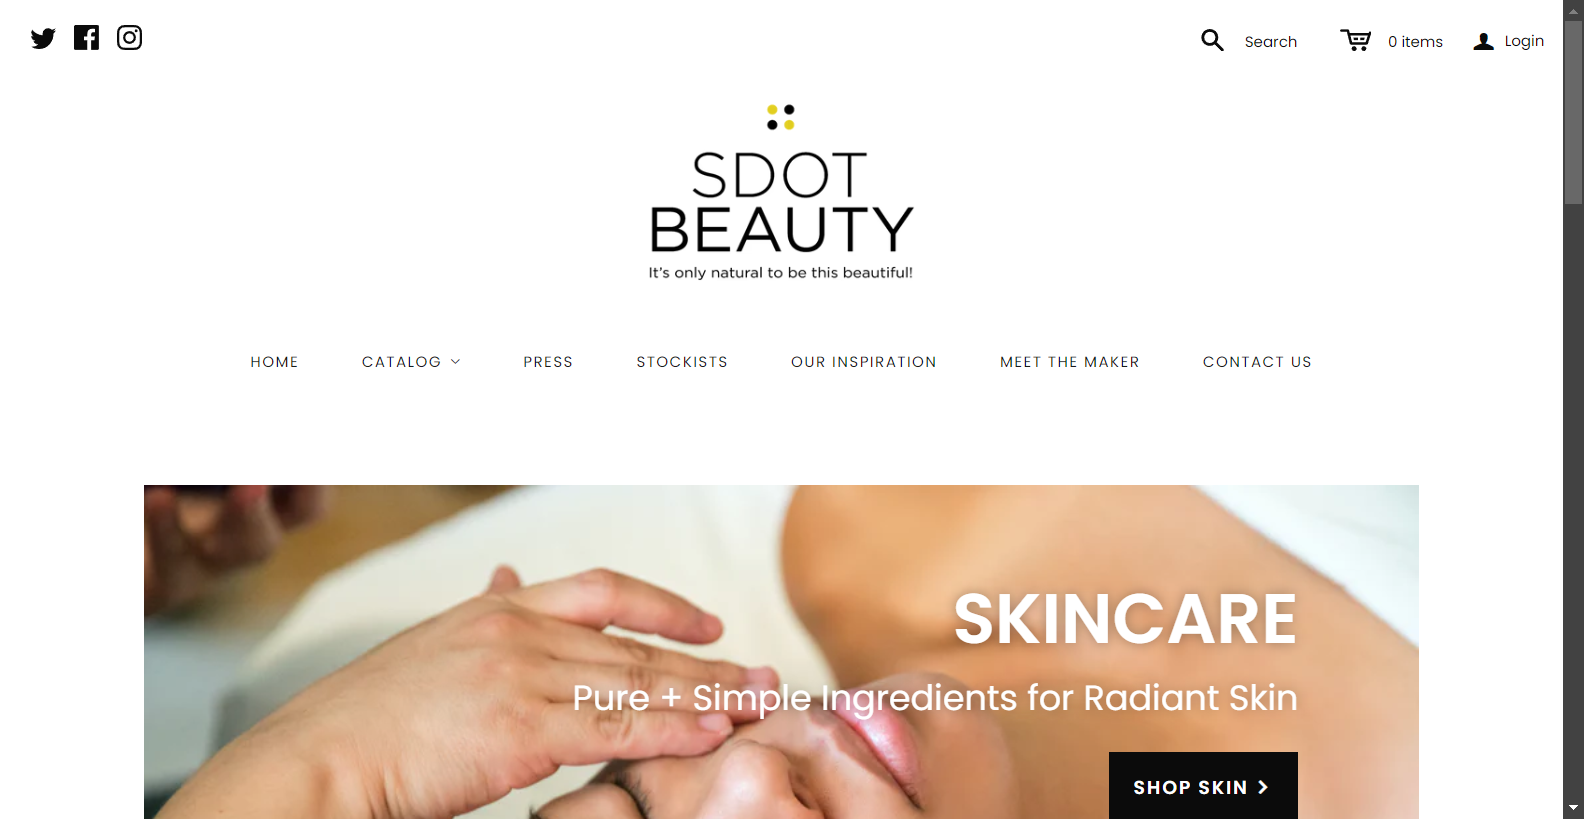 Search
0 items
Login
SDOT
BEAUTY
It's only natural to be this beautiful!
HOME
CATALOG
PRESS
STOCKISTS
OUR INSPIRATION
MEET THE MAKER
CONTACT US
SKINCARE
Pure + Simple Ingredients for Radiant Skin
SHOP SKIN